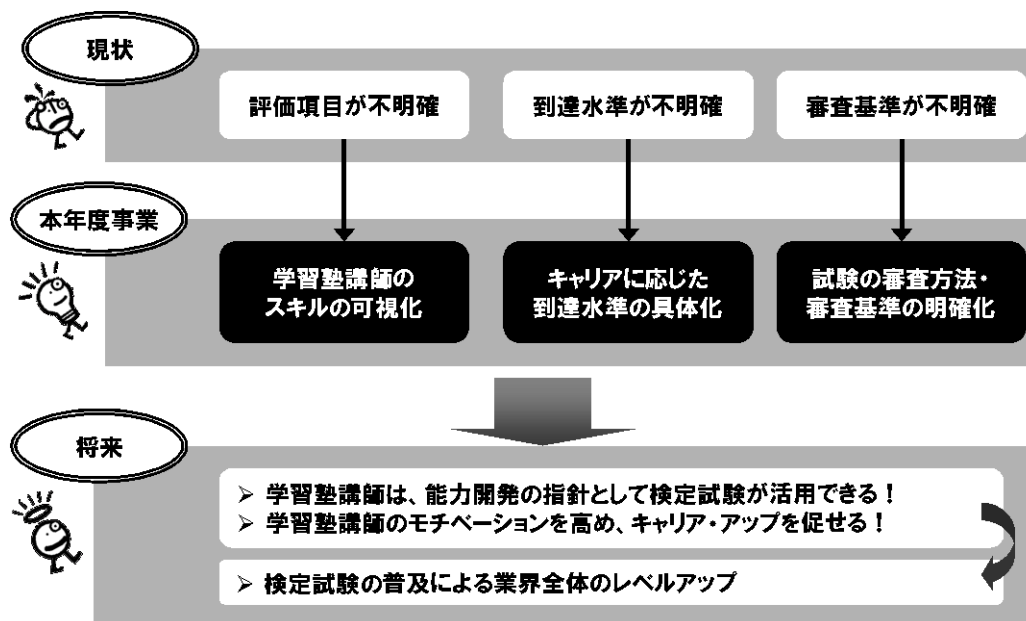 現状
評価項目が不明確
到達水準が不明確
審査基準が不明確
本年度事業
学習塾講師の
スキルの可視化
キャリアに応じた
到達水準の具体化
試験の審査方法・
審査基準の明確化
将来
➢ 学習塾講師は、能力開発の指針として検定試験が活用できる!
➢ 学習塾講師のモチベーションを高め、キャリア・アップを促せる!
➢ 検定試験の普及による業界全体のレベルアップ